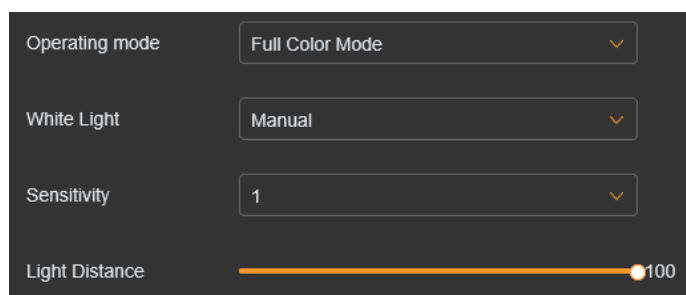 Operating mode Full Color Mode
White Light Manual
Sensitivity 1
Light Distance 100